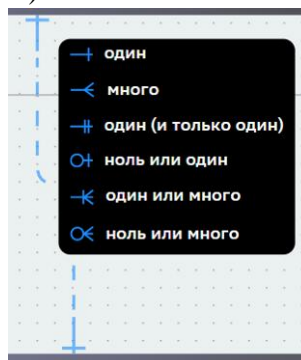 один
много
один (и только один)
ноль или один
один или много
ноль или много